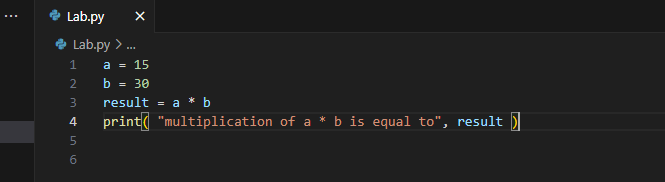 ... Lab.py ×
Lab.py > ...
1 a = 15
2 b = 30
3 result = a * b
4 print( "multiplication of a * b is equal to", result )
5
6